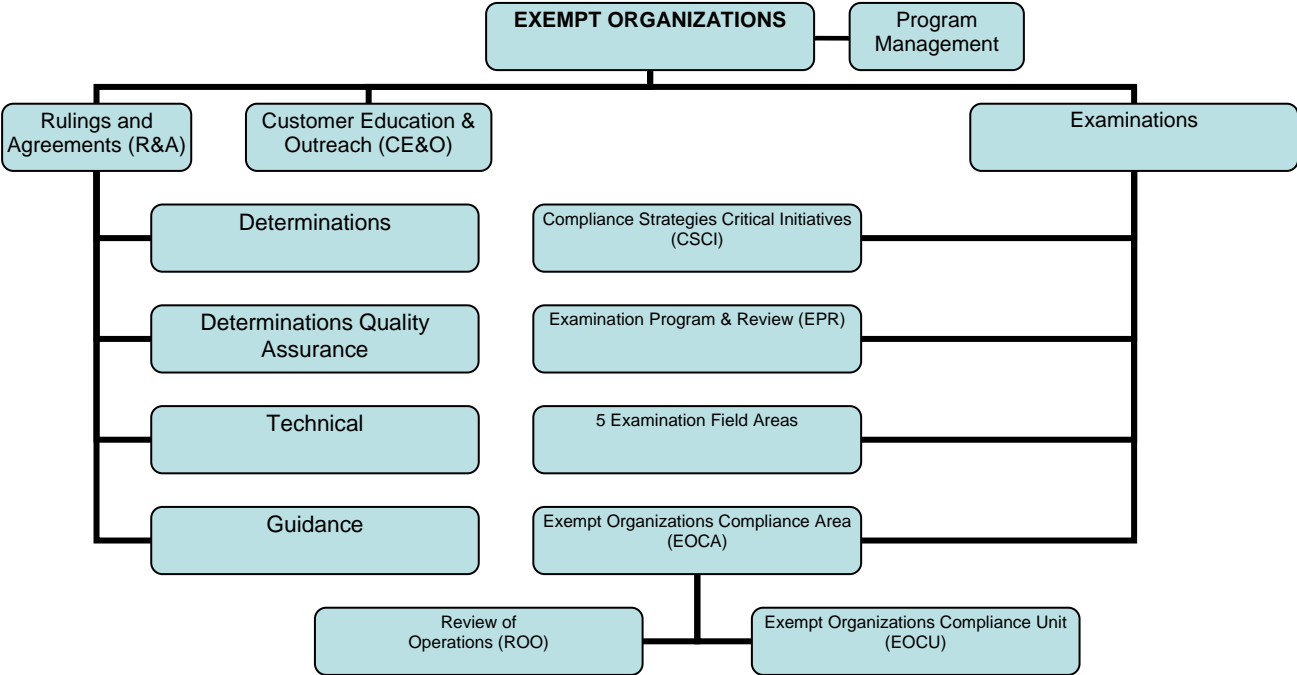 EXEMPT ORGANIZATIONS
Program
Management
Rulings and
Agreements (R&A)
Customer Education &
Outreach (CE&O)
Examinations
Determinations
Compliance Strategies Critical Initiatives
(CSCI)
Determinations Quality
Assurance
Examination Program & Review (EPR)
Technical
5 Examination Field Areas
Guidance
Exempt Organizations Compliance Area
(EOCA)
Review of
Operations (ROO)
Exempt Organizations Compliance Unit
(EOCU)